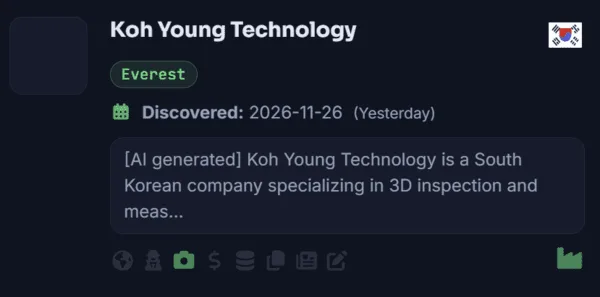 Koh Young Technology
Everest
Discovered: 2026-11-26 (Yesterday)
[AI generated] Koh Young Technology is a South
Korean company specializing in 3D inspection and
meas...